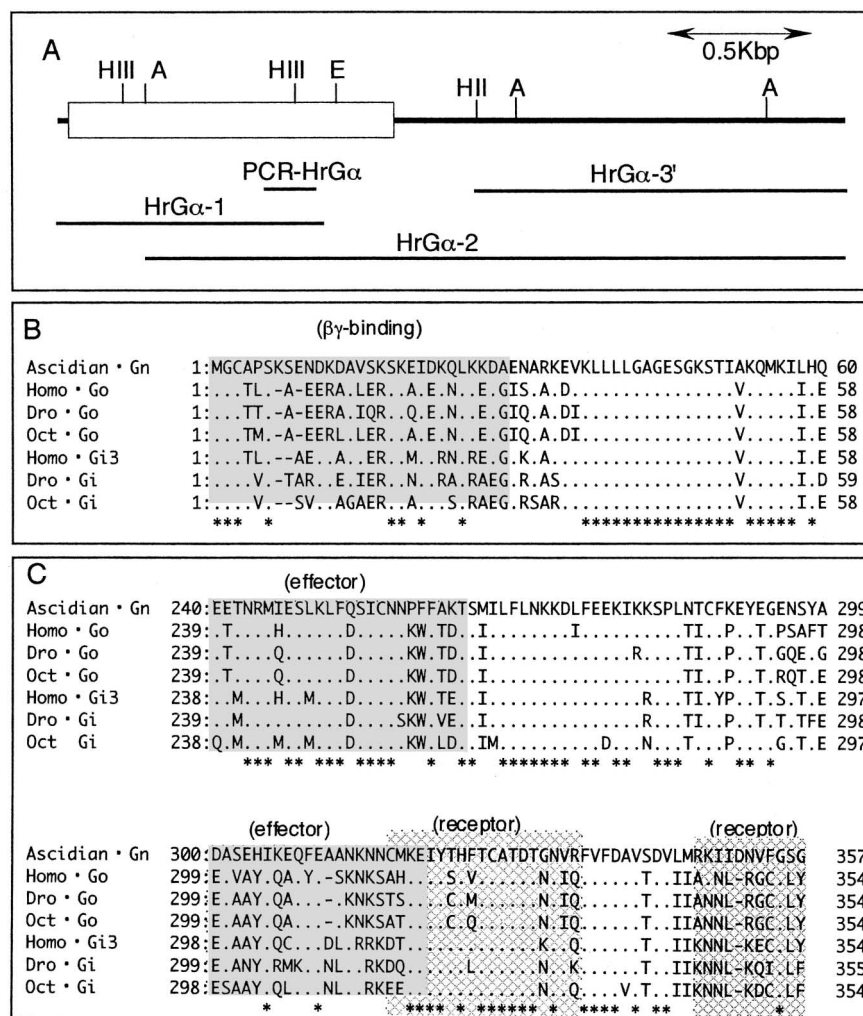 A
0.5Kbp
HIII A HIII E HII A A
PCR-HrGα
HrGα-3'
HrGα-1
HrGα-2
B
(βγ-binding)
Ascidian・Gn 1:MGCAPSKSENDKDAVSKSKEIDKQLKKDAENARKEVKLLLLGAGESGKSTIAKQMKILHQ 60
Homo・Go 1:...TL.-A-EERA.LER..A.E.N..E.GIS.A.D..............V.....I.E 58
Dro・Go 1:...TT.-A-EERA.IQR..Q.E.N..E.GIQ.A.DI.............V.....I.E 58
Oct・Go 1:...TM.-A-EERL.LER..A.E.N..E.GIQ.A.DI.............V.....I.E 58
Homo・Gi3 1:...TL.--AE..A.ER..M..RN.RE.G.K.A................V.....I.E 58
Dro・Gi 1:....V.-TAR..E.IER..N..RA.RAEG.R.AS..............V.....I.D 59
Oct・Gi 1:....V.--SV..AGAER..A...S.RAEG.RSAR..............V.....I.E 58
*** * ** * * **************** ***** *
C
(effector)
Ascidian・Gn 240:EETNRMIESLKLFQSICNNPFFAKTSMILFLNKKDLFEEKIKKSPLNTCFKEYEGENSYA 299
Homo・Go 239:.T....H......D.....KW.TD..I........I.........TI..P..T.PSAFT 298
Dro・Go 239:......Q......D.....KW.TD..I..............R....TI..P..T.GQE.G 298
Oct・Go 239:.T....Q......D.....KW.TD..I...................TI..P..T.RQT.E 298
Homo・Gi3 238:..M...H..M...D.....KW.TE..I...............R...TI.YP..T.S.T.E 297
Dro・Gi 239:..M..........D....SKW.VE..I...............R...TI..P..T.T.TFE 298
Oct Gi 238:Q.M...M..M...D.....KW.LD..IM...........D..N...TI..P....G.T.E 297
*** ** *** **** * ** ******* ** ** *** * ** *
(effector) (receptor) (receptor)
Ascidian・Gn 300:DASEHIKEQFEAANKNNCMKEIYTHFTCATDTGNVRFVFDAVSDVLMRKIIDNVFGSG 357
Homo・Go 299:E.VAY.QA.Y.-SKNKSAH....S.V......N.IQ......T..IIA.NL-RGC.LY 354
Dro・Go 299:E.AAY.QA....-.KNKSTS....C.M......N.IQ......T..IIANNL-RGC.LY 354
Oct・Go 299:E.AAY.QA....-.KNKSAT....C.Q......N.IQ......T..IIANNL-RGC.LY 354
Homo・Gi3 298:E.AAY.QC...DL.RRKDT.............K..Q......T..IIKNNL-KEC.LY 354
Dro・Gi 299:E.ANY.RMK..NL..RKDQ......L......N..K......T..IIKNNL-KQI.LF 355
Oct・Gi 298:ESAAY.QL...NL..RKEE.............N..R....V.T..IIKNNL-KDC.LF 354
* * **** ******* * **** * ** *